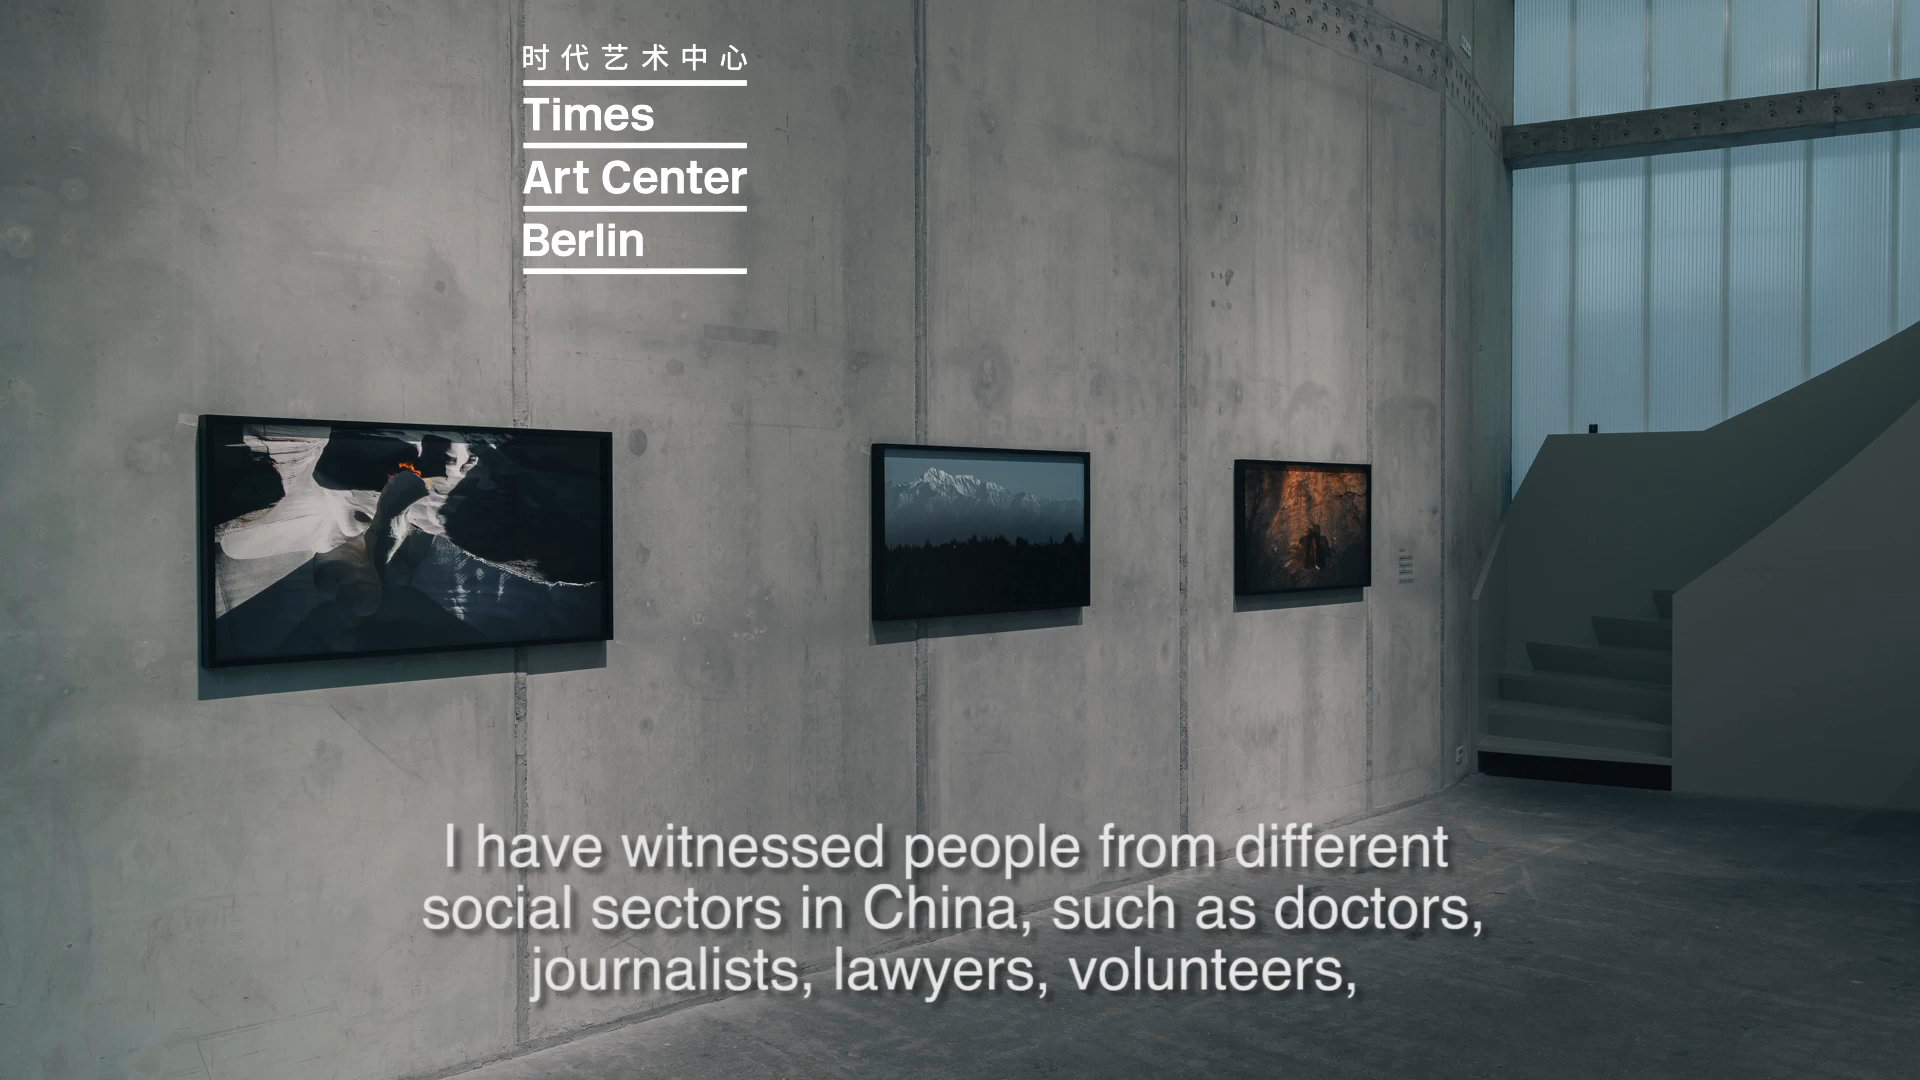 时代艺术中心
Times
Art Center
Berlin
I have witnessed people from different
social sectors in China, such as doctors,
journalists, lawyers, volunteers,